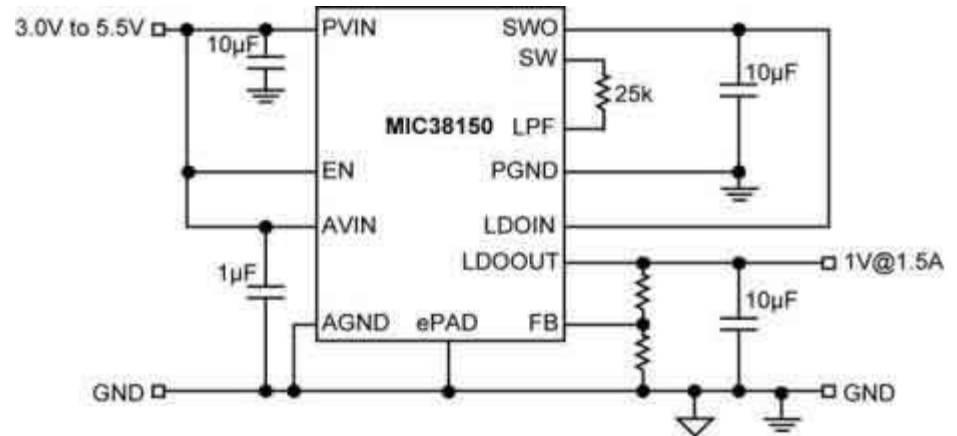 3.0V to 5.5V
10µF
PVIN
SWO
SW
25k
10µF
MIC38150
LPF
EN
PGND
AVIN
LDOIN
LDOOUT
1V@1.5A
1µF
10µF
AGND
ePAD
FB
GND
GND